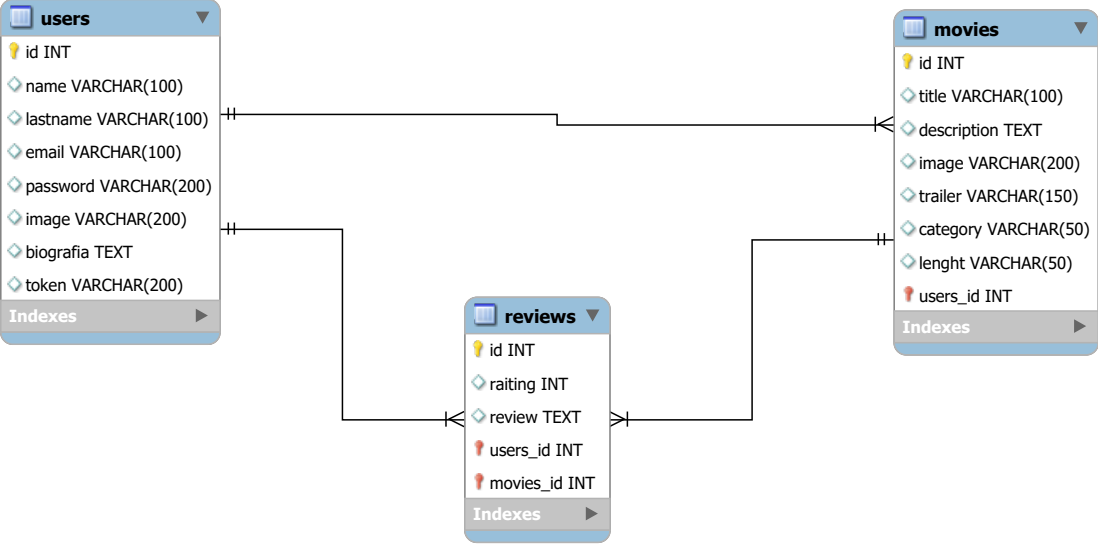 users
id INT
name VARCHAR(100)
lastname VARCHAR(100)
email VARCHAR(100)
password VARCHAR(200)
image VARCHAR(200)
biografia TEXT
token VARCHAR(200)
Indexes
movies
id INT
title VARCHAR(100)
description TEXT
image VARCHAR(200)
trailer VARCHAR(150)
category VARCHAR(50)
lenght VARCHAR(50)
users_id INT
Indexes
reviews
id INT
raiting INT
review TEXT
users_id INT
movies_id INT
Indexes